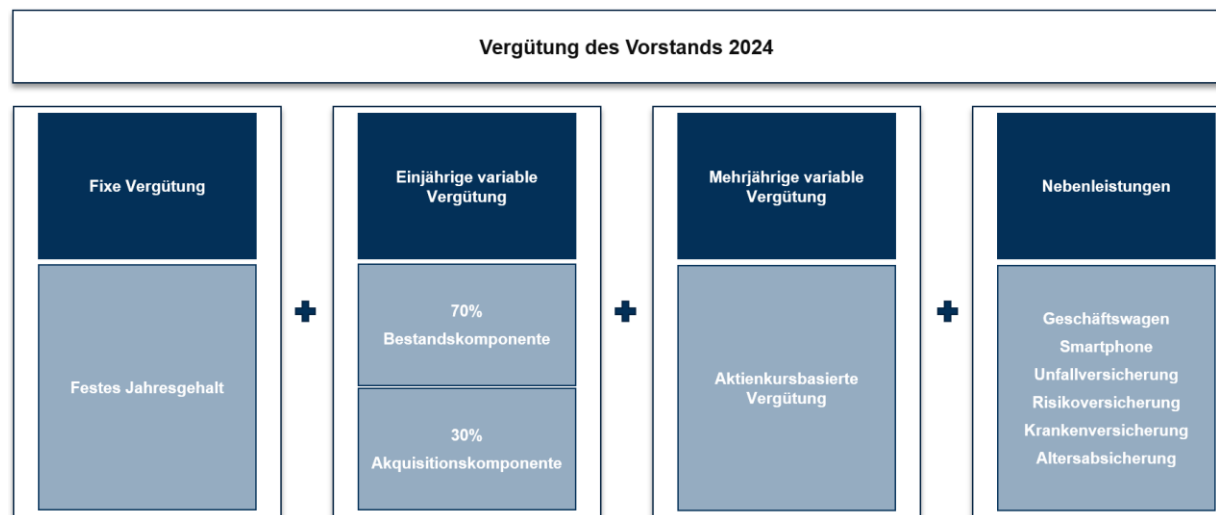 Vergütung des Vorstands 2024
Fixe Vergütung
Festes Jahresgehalt
Einjährige variable
Vergütung
70%
Bestandskomponente
30%
Akquisitionskomponente
Mehrjährige variable
Vergütung
Aktienkursbasierte
Vergütung
Nebenleistungen
Geschäftswagen
Smartphone
Unfallversicherung
Risikoversicherung
Krankenversicherung
Altersabsicherung